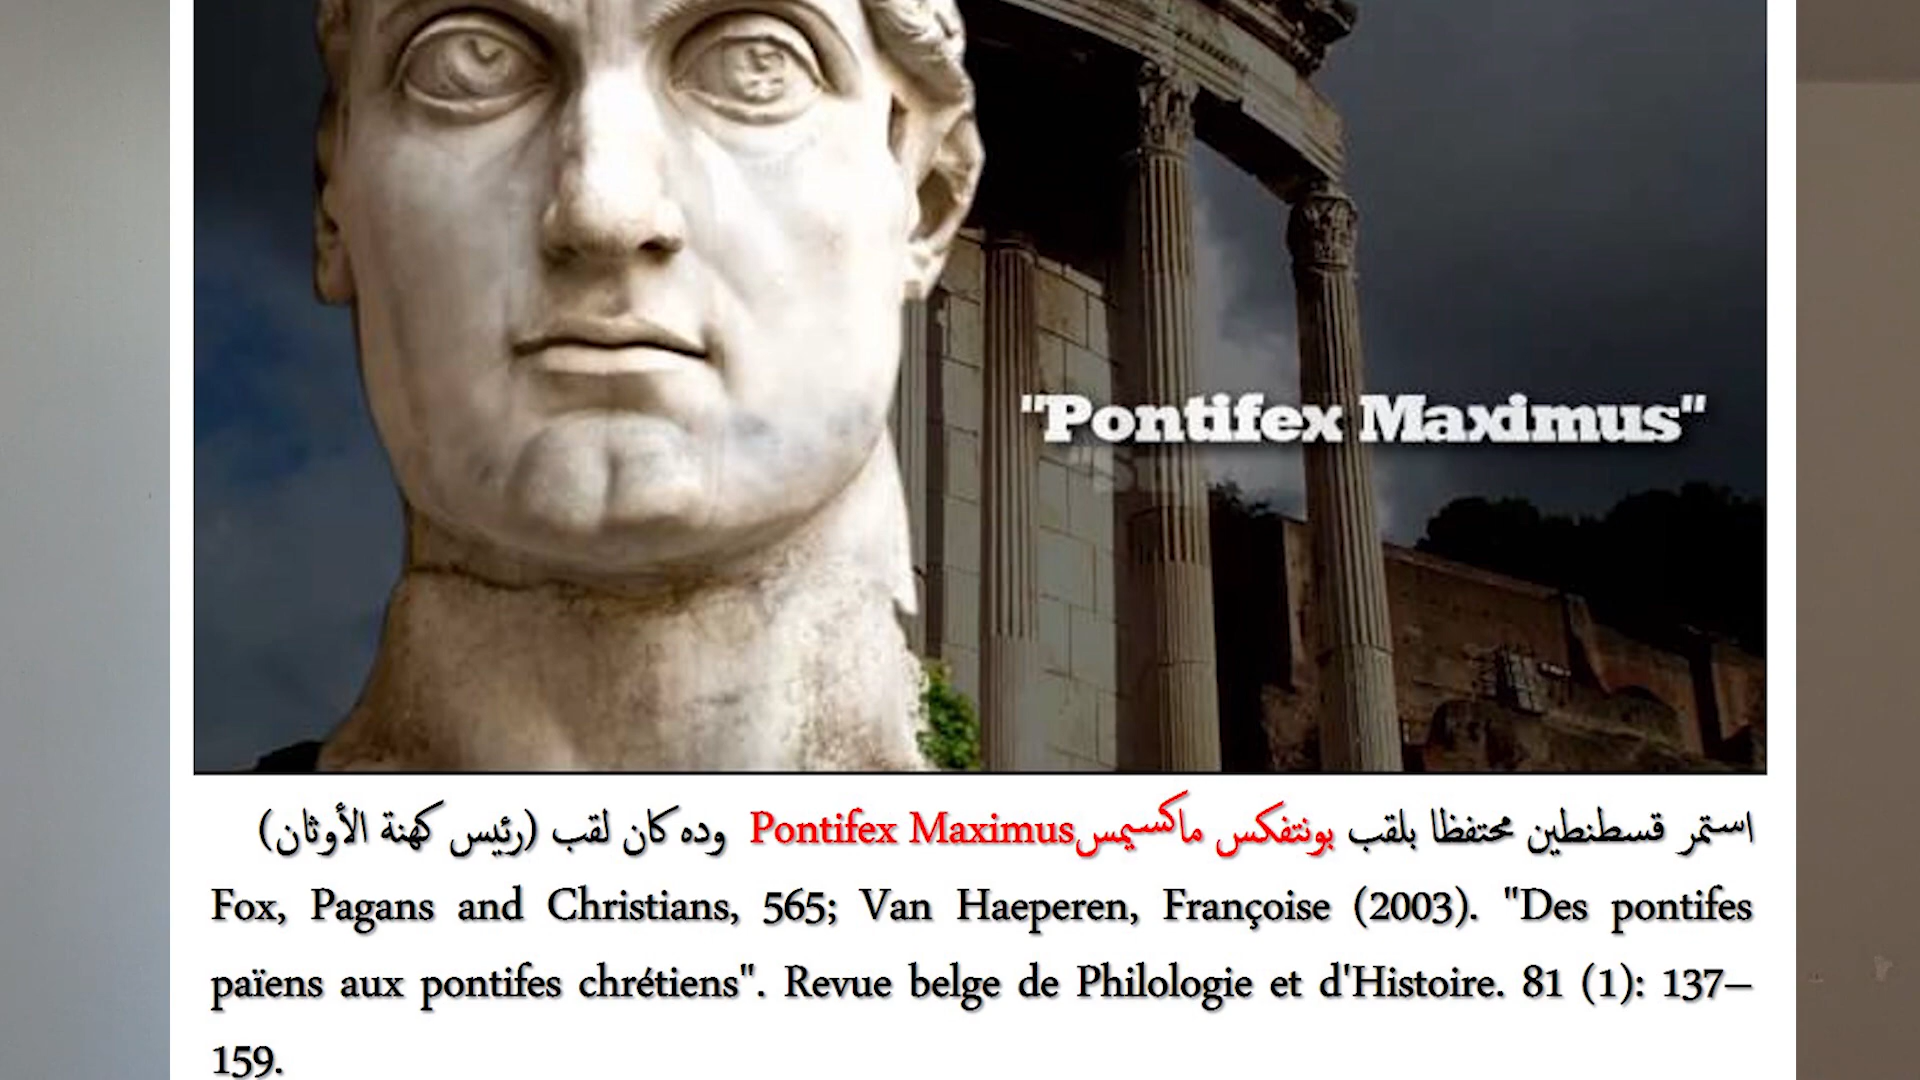 "Pontifex Maximus"
استمر قسطنطين محتفظا بلقب بونتفكس ماكسيمس Pontifex Maximus وده كان لقب (رئيس كهنة الأوثان)
Fox, Pagans and Christians, 565; Van Haeperen, Françoise (2003). "Des pontifes
païens aux pontifes chrétiens". Revue belge de Philologie et d'Histoire. 81 (1): 137–
159.